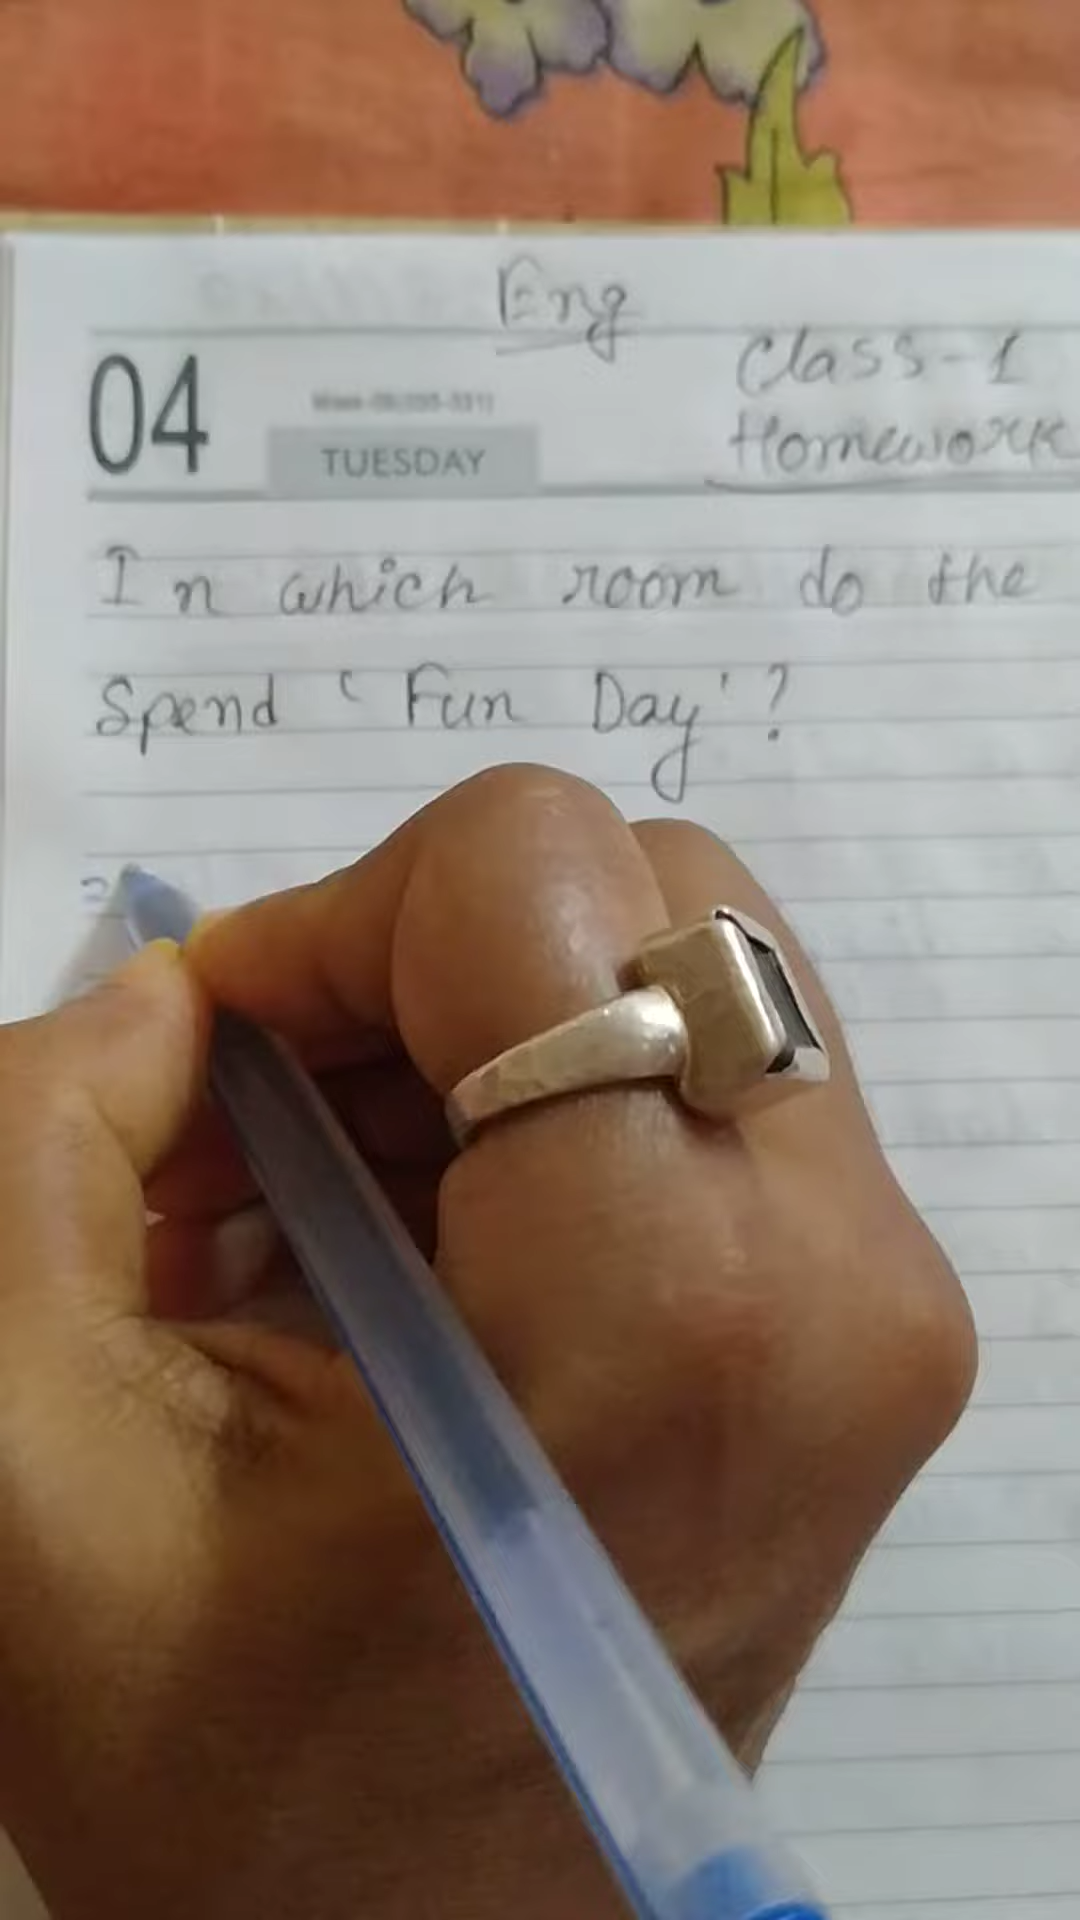 Eng
Class-1
Homework
04
TUESDAY
In which room do the
Spend 'Fun Day'?